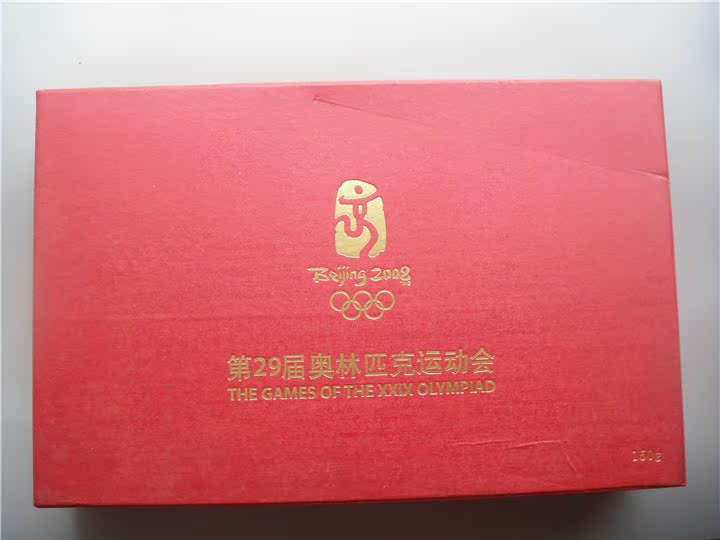 Beijing 2008
第29届奥林匹克运动会
THE GAMES OF THE XXIX OLYMPIAD
150g